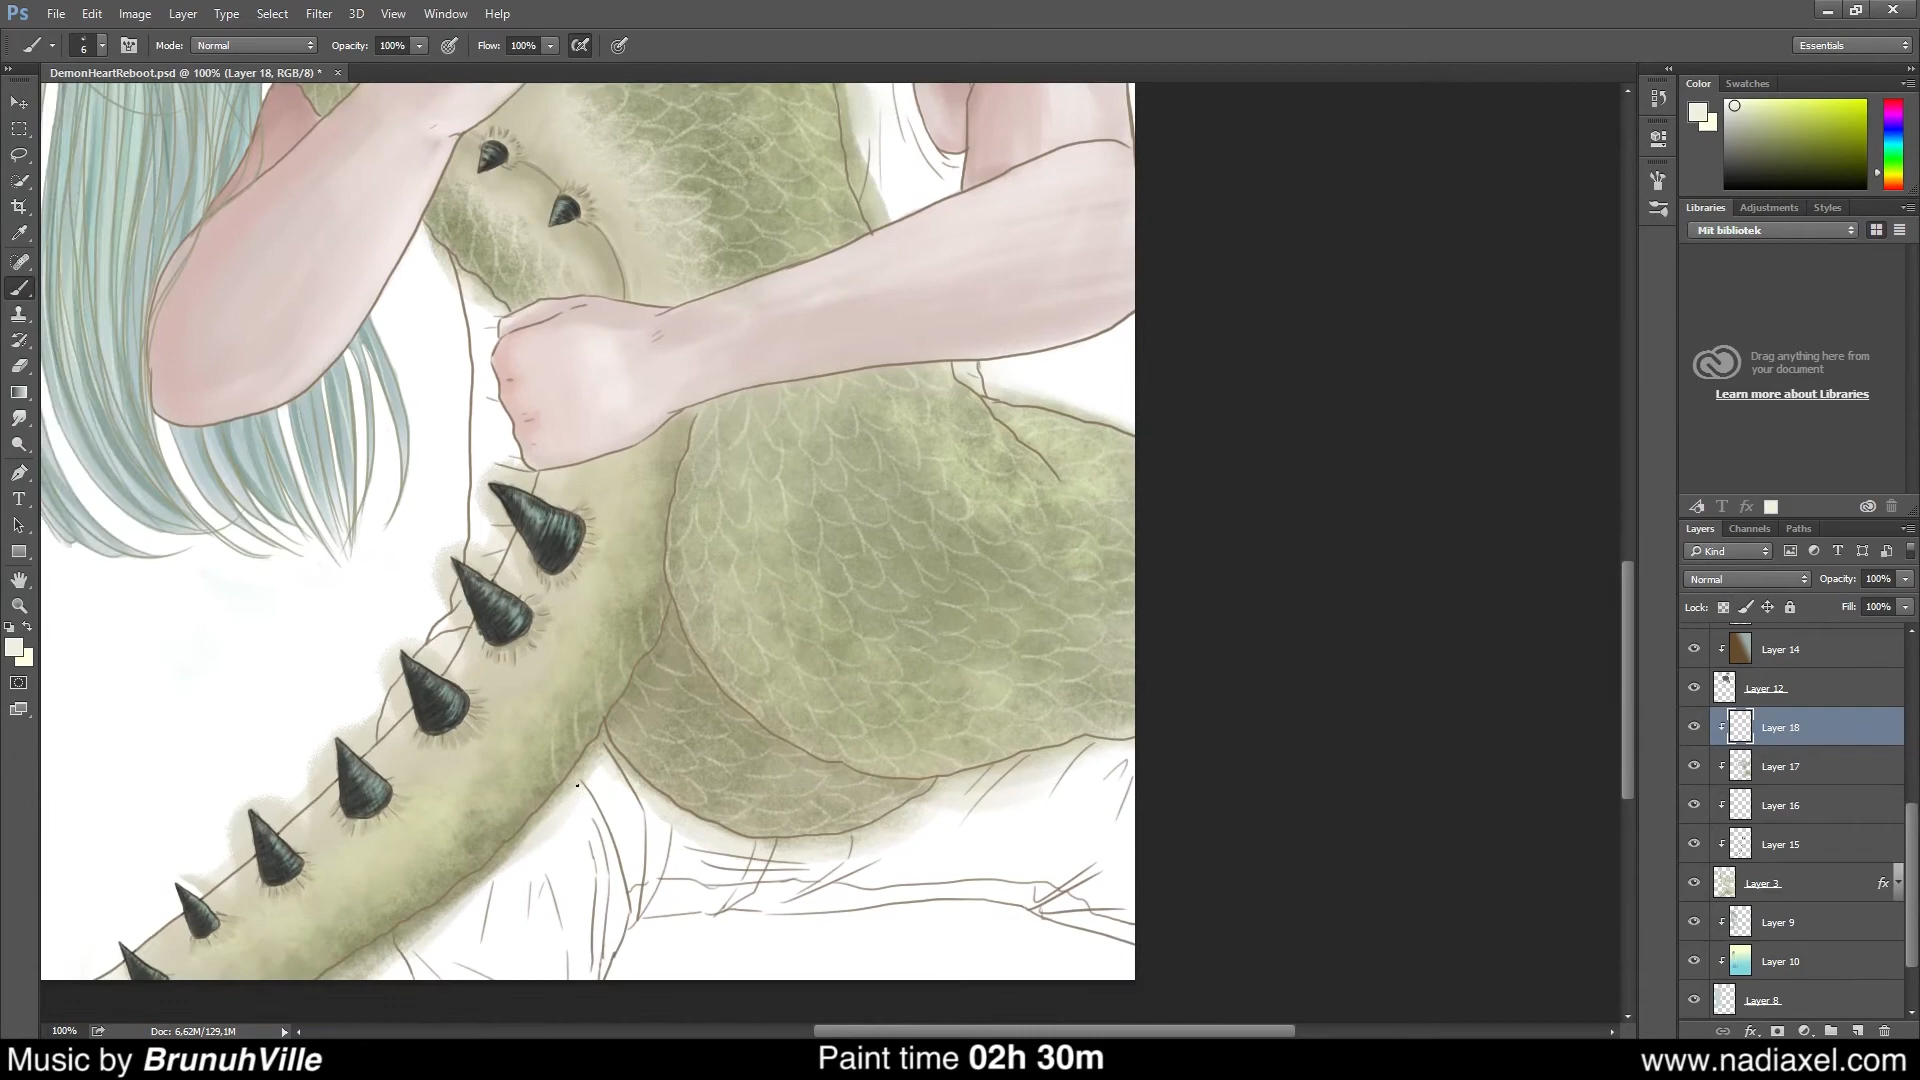 Ps File Edit Image Layer Type Select Filter 3D View Window Help
6 Mode: Normal Opacity: 100% Flow: 100% Essentials
DemonHeartReboot.psd @ 100% (Layer 18, RGB/8) *
Color Swatches
Libraries Adjustments Styles
Mit bibliotek
Drag anything here from
your document
Learn more about Libraries
Layers Channels Paths
Kind
Normal Opacity: 100%
Lock: Fill: 100%
Layer 14
Layer 12
Layer 18
Layer 17
Layer 16
Layer 15
Layer 3 fx
Layer 9
Layer 10
Layer 8
100% Doc: 6,62M/129,1M
Music by BrunuhVille Paint time 02h 30m www.nadiaxel.com